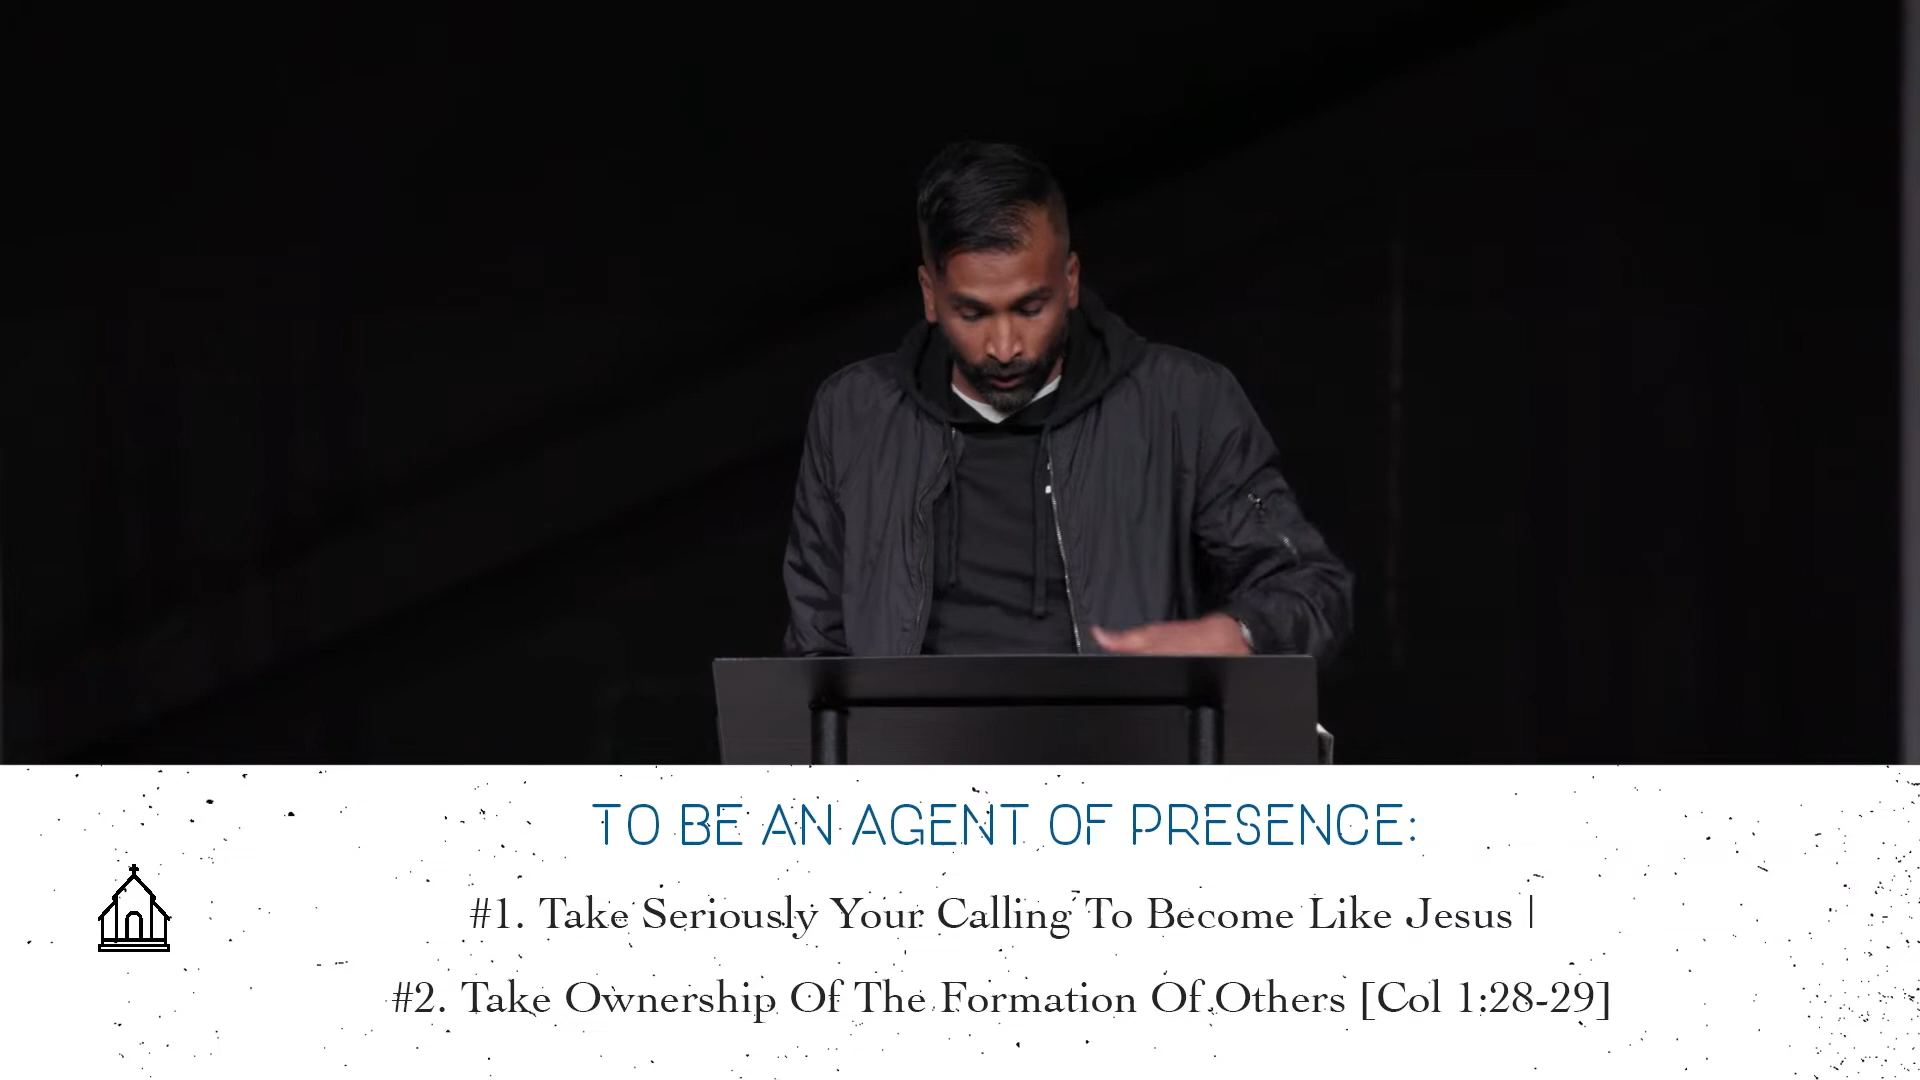 TO BE AN AGENT OF PRESENCE:
#1. Take Seriously Your Calling To Become Like Jesus |
#2. Take Ownership Of The Formation Of Others [Col 1:28-29]